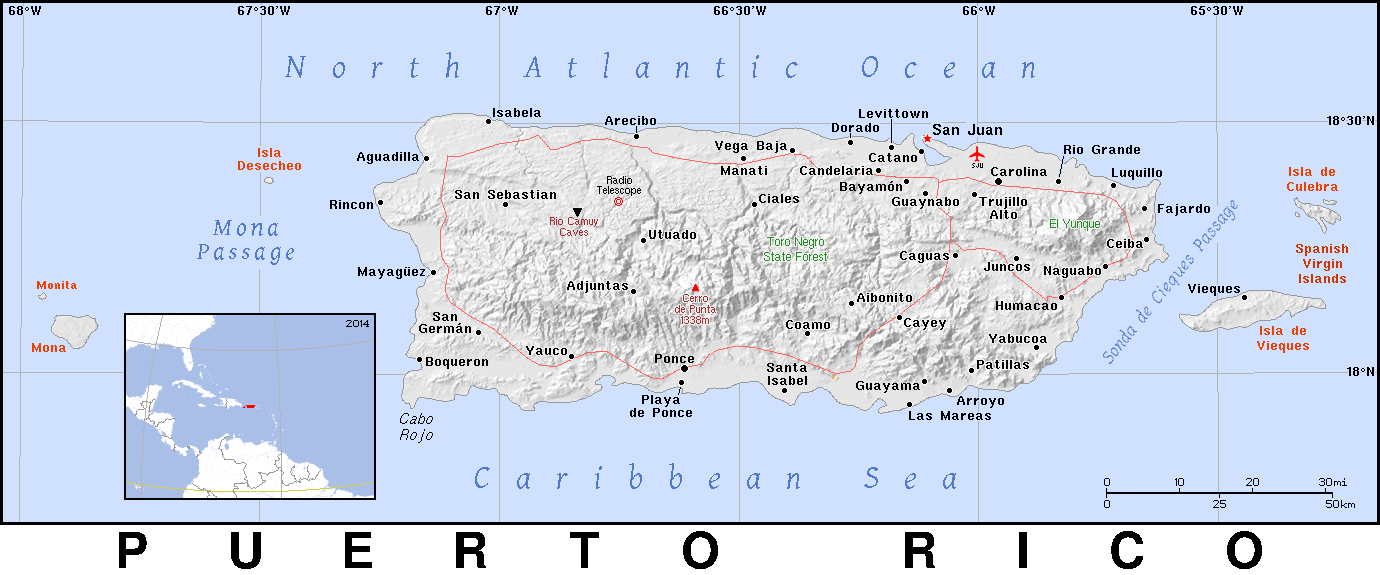 68°W
67°30'W
67°W
66°30'W
66°W
65°30'W
North Atlantic Ocean
Isabela
Arecibo
Levittown
Dorado
San Juan
18°30'N
Aguadilla
Vega Baja
Catano
SJU
Rio Grande
Isla
Desecheo
Manati
Candelaria
Carolina
Luquillo
Isla de
Culebra
San Sebastian
Radio
Telescope
Bayamón
Guaynabo
Trujillo
Alto
Rincon
Ciales
Fajardo
Rio Camuy
Caves
El Yunque
Mona
Passage
Utuado
Toro Negro
State Forest
Ceiba
Spanish
Virgin
Islands
Caguas
Juncos
Naguabo
Mayagüez
Sonda de Cieques Passage
Monita
Adjuntas
Cerro
de Punta
1338m
Aibonito
Humacao
Vieques
San
Germán
Coamo
Cayey
Isla de
Vieques
Mona
2014
Yabucoa
Boqueron
Yauco
Ponce
Santa
Isabel
Patillas
18°N
Guayama
Playa
de Ponce
Arroyo
Las Mareas
Cabo
Rojo
Caribbean Sea
0 10 20 30mi
0 25 50km
PUERTO RICO